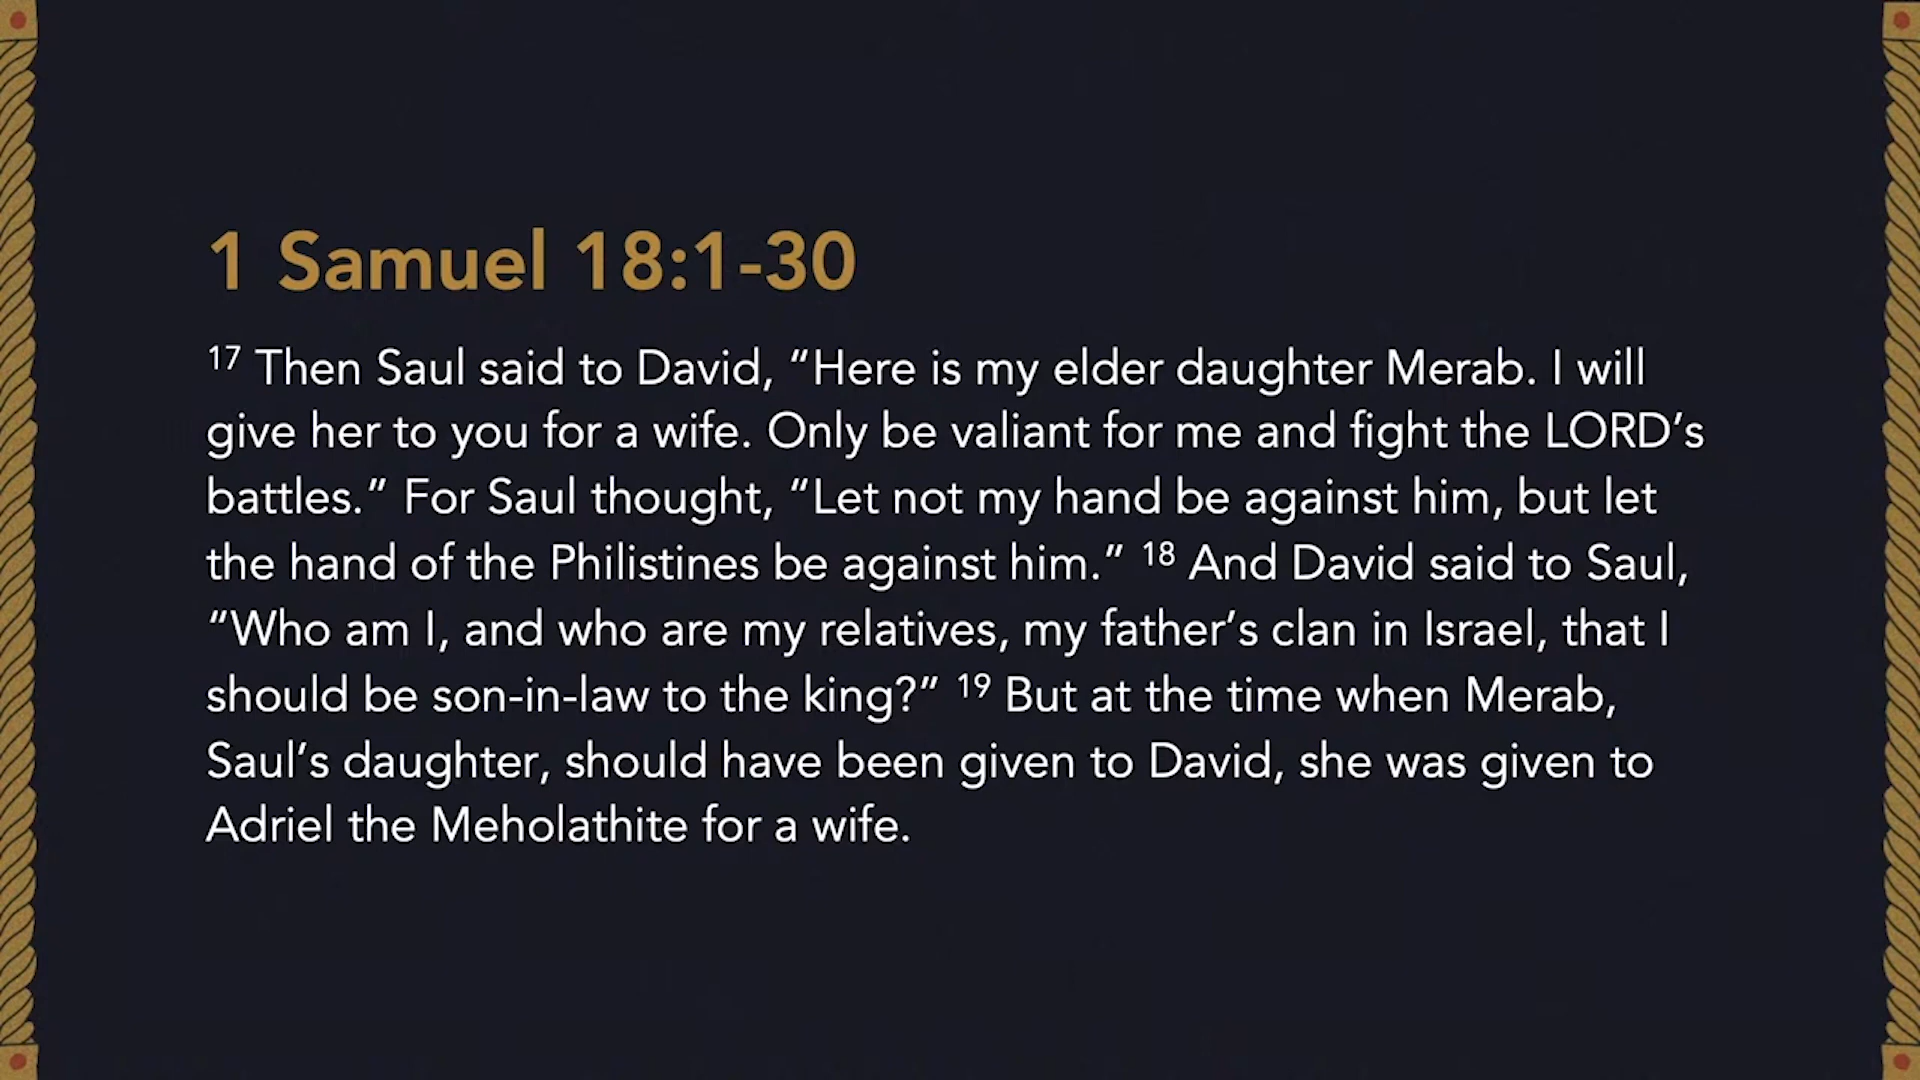 1 Samuel 18:1-30
17 Then Saul said to David, “Here is my elder daughter Merab. I will
give her to you for a wife. Only be valiant for me and fight the LORD’s
battles.” For Saul thought, “Let not my hand be against him, but let
the hand of the Philistines be against him.” 18 And David said to Saul,
“Who am I, and who are my relatives, my father’s clan in Israel, that I
should be son-in-law to the king?” 19 But at the time when Merab,
Saul’s daughter, should have been given to David, she was given to
Adriel the Meholathite for a wife.